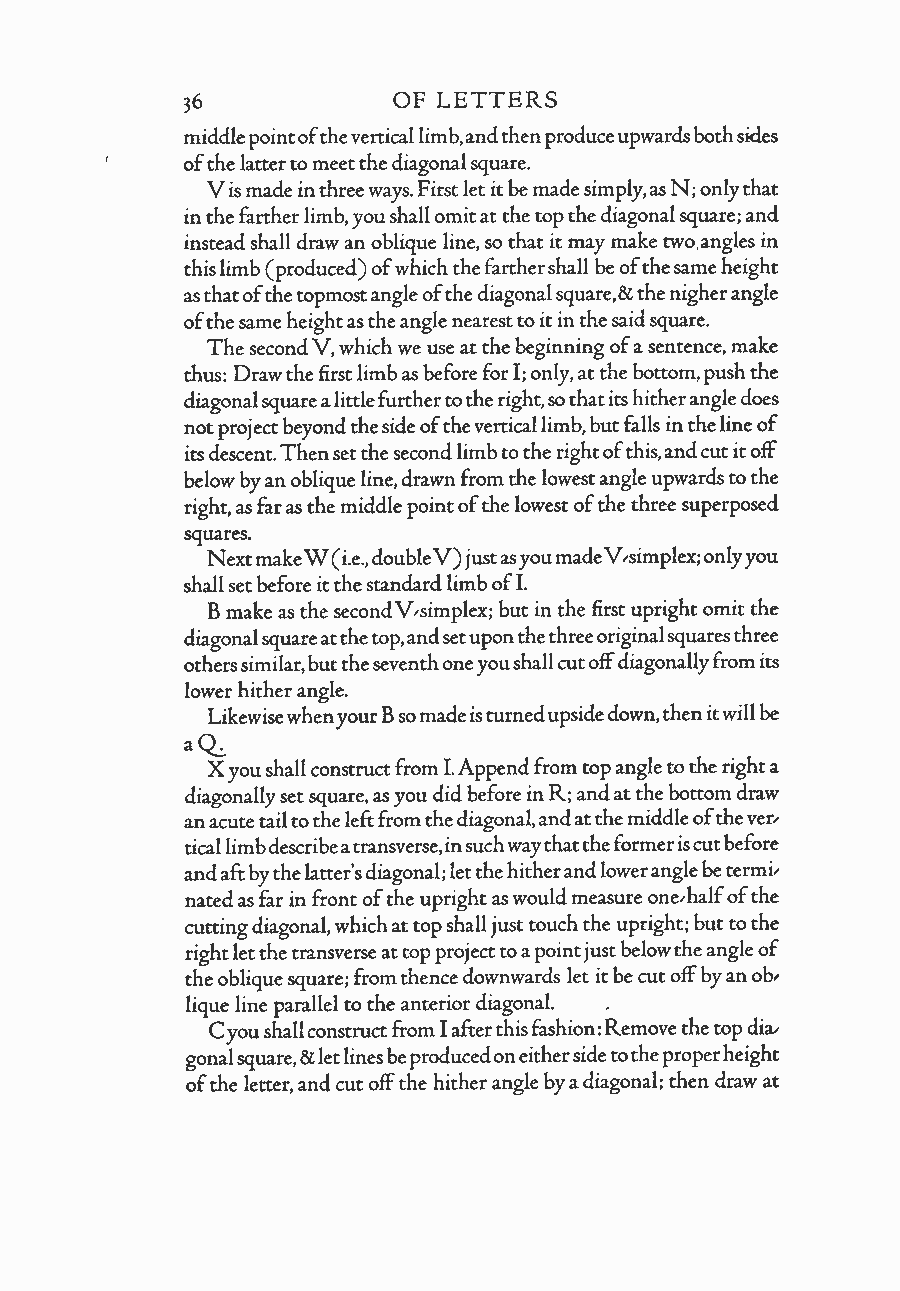 36 OF LETTERS
middle point of the vertical limb, and then produce upwards both sides
of the latter to meet the diagonal square.
V is made in three ways. First let it be made simply, as N; only that
in the farther limb, you shall omit at the top the diagonal square; and
instead shall draw an oblique line, so that it may make two angles in
this limb (produced) of which the farther shall be of the same height
as that of the topmost angle of the diagonal square, & the nigher angle
of the same height as the angle nearest to it in the said square.
The second V, which we use at the beginning of a sentence, make
thus: Draw the first limb as before for I; only, at the bottom, push the
diagonal square a little further to the right, so that its hither angle does
not project beyond the side of the vertical limb, but falls in the line of
its descent. Then set the second limb to the right of this, and cut it off
below by an oblique line, drawn from the lowest angle upwards to the
right, as far as the middle point of the lowest of the three superposed
squares.
Next make W (i.e., double V) just as you made V-simplex; only you
shall set before it the standard limb of I.
B make as the second V-simplex; but in the first upright omit the
diagonal square at the top, and set upon the three original squares three
others similar, but the seventh one you shall cut off diagonally from its
lower hither angle.
Likewise when your B so made is turned upside down, then it will be
a Q.
X you shall construct from I. Append from top angle to the right a
diagonally set square, as you did before in R; and at the bottom draw
an acute tail to the left from the diagonal, and at the middle of the ver-
tical limb describe a transverse, in such way that the former is cut before
and aft by the latter's diagonal; let the hither and lower angle be termi-
nated as far in front of the upright as would measure one-half of the
cutting diagonal, which at top shall just touch the upright; but to the
right let the transverse at top project to a point just below the angle of
the oblique square; from thence downwards let it be cut off by an ob-
lique line parallel to the anterior diagonal.
C you shall construct from I after this fashion: Remove the top dia-
gonal square, & let lines be produced on either side to the proper height
of the letter, and cut off the hither angle by a diagonal; then draw at